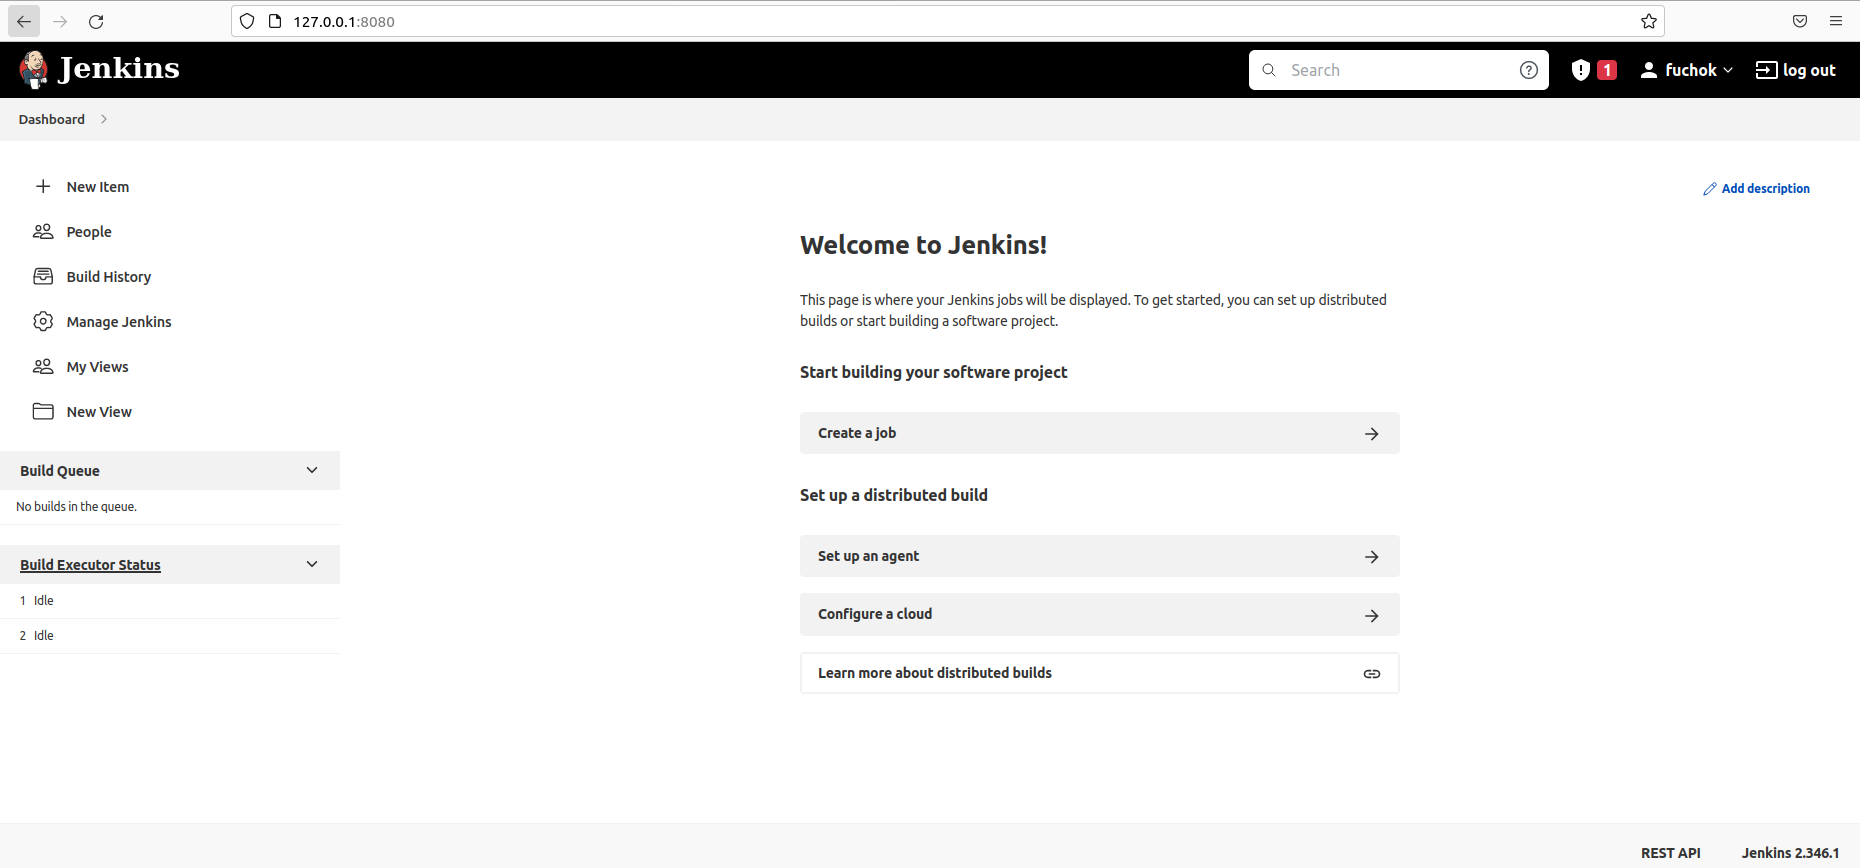 127.0.0.1:8080
Jenkins
Search
1
fuchok
log out
Dashboard
New Item
People
Build History
Manage Jenkins
My Views
New View
Build Queue
No builds in the queue.
Build Executor Status
1 Idle
2 Idle
Add description
Welcome to Jenkins!
This page is where your Jenkins jobs will be displayed. To get started, you can set up distributed
builds or start building a software project.
Start building your software project
Create a job
Set up a distributed build
Set up an agent
Configure a cloud
Learn more about distributed builds
REST API
Jenkins 2.346.1